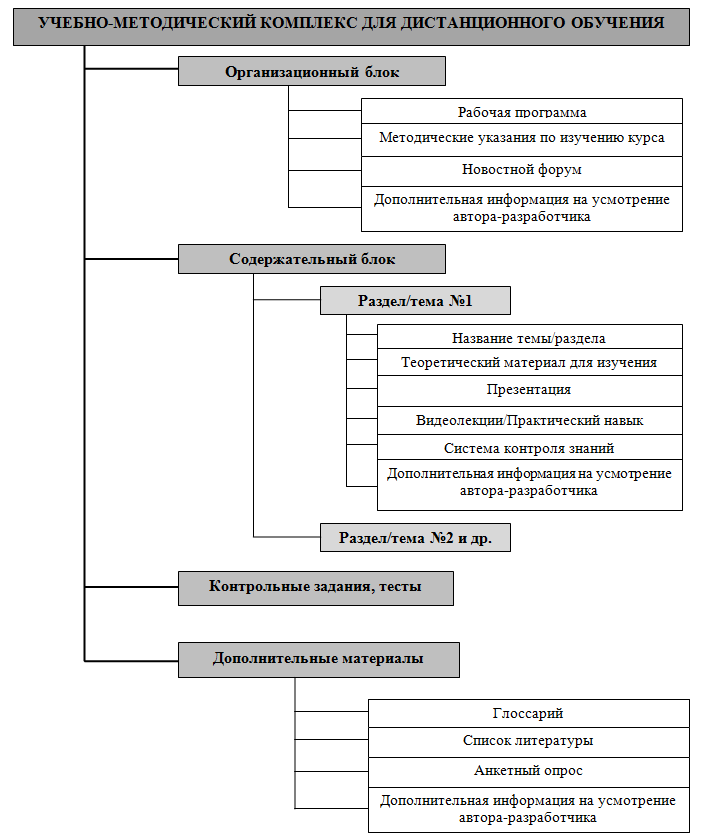 УЧЕБНО-МЕТОДИЧЕСКИЙ КОМПЛЕКС ДЛЯ ДИСТАНЦИОННОГО ОБУЧЕНИЯ
Организационный блок
Рабочая программа
Методические указания по изучению курса
Новостной форум
Дополнительная информация на усмотрение
автора-разработчика
Содержательный блок
Раздел/тема №1
Название темы/раздела
Теоретический материал для изучения
Презентация
Видеолекции/Практический навык
Система контроля знаний
Дополнительная информация на усмотрение
автора-разработчика
Раздел/тема №2 и др.
Контрольные задания, тесты
Дополнительные материалы
Глоссарий
Список литературы
Анкетный опрос
Дополнительная информация на усмотрение
автора-разработчика